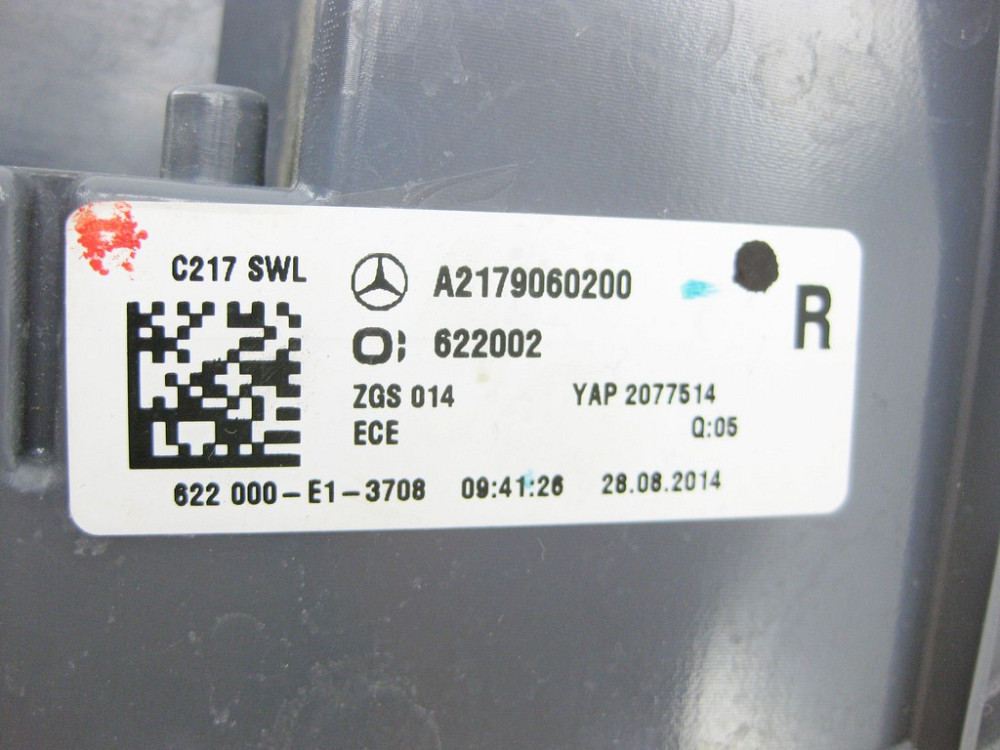 C217 SWL A2179060200
622002 R
ZGS 014 YAP 2077514
ECE Q:05
622 000-E1-3708 09:41:26 28.08.2014